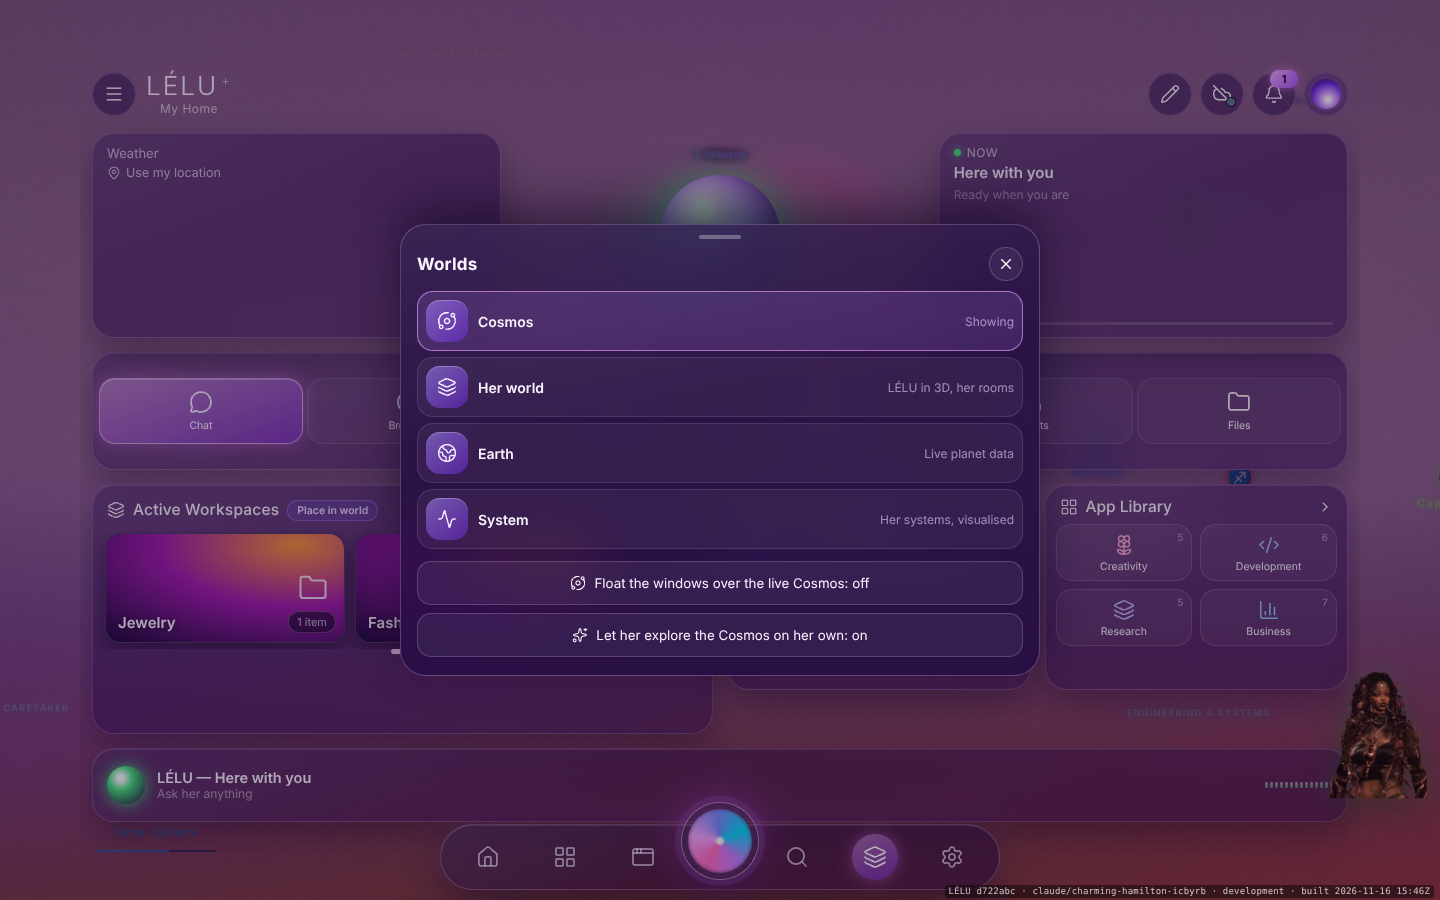 LÉLU +
My Home
1
Weather
Use my location
NOW
Here with you
Ready when you are
Worlds
Cosmos
Showing
Her world
LÉLU in 3D, her rooms
Earth
Live planet data
System
Her systems, visualised
Float the windows over the live Cosmos: off
Let her explore the Cosmos on her own: on
Chat
Files
Active Workspaces
Place in world
Jewelry
1 item
App Library
Creativity
5
Development
6
Research
5
Business
7
CARETAKER
ENGINEERING & SYSTEMS
LÉLU — Here with you
Ask her anything
LÉLU d722abc · claude/charming-hamilton-icbyrb · development · built 2026-11-16 15:46Z